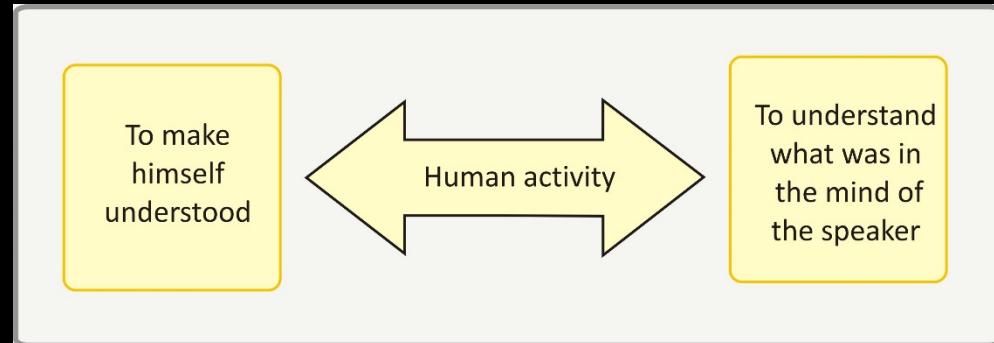 To make
himself
understood
Human activity
To understand
what was in
the mind of
the speaker